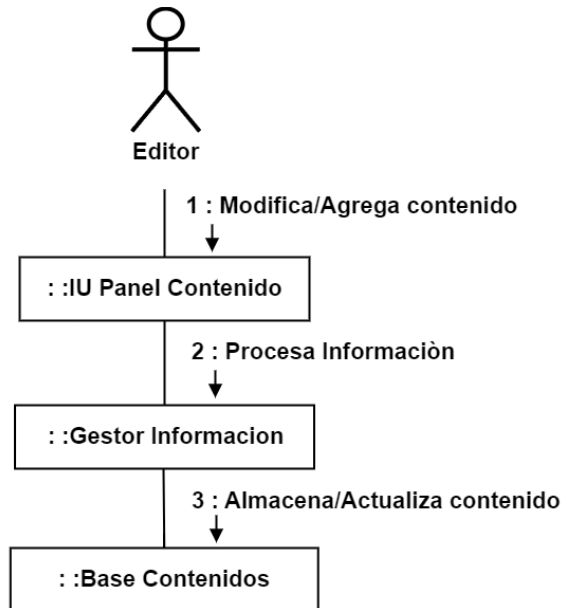 Editor
1 : Modifica/Agrega contenido
: :IU Panel Contenido
2 : Procesa Informaciòn
: :Gestor Informacion
3 : Almacena/Actualiza contenido
: :Base Contenidos